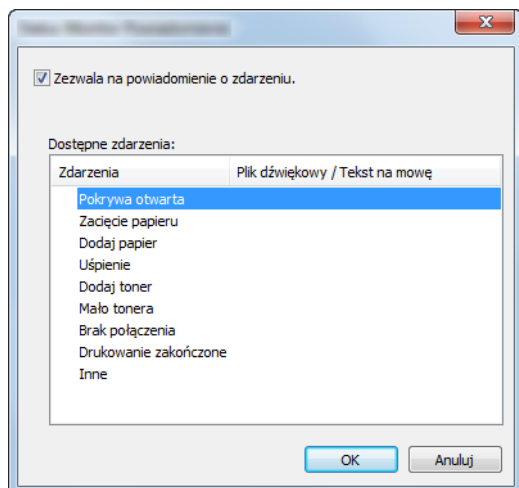 Zezwala na powiadomienie o zdarzeniu.
Dostępne zdarzenia:
Zdarzenia Plik dźwiękowy / Tekst na mowę
Pokrywa otwarta
Zacięcie papieru
Dodaj papier
Uśpienie
Dodaj toner
Mało tonera
Brak połączenia
Drukowanie zakończone
Inne
OK Anuluj